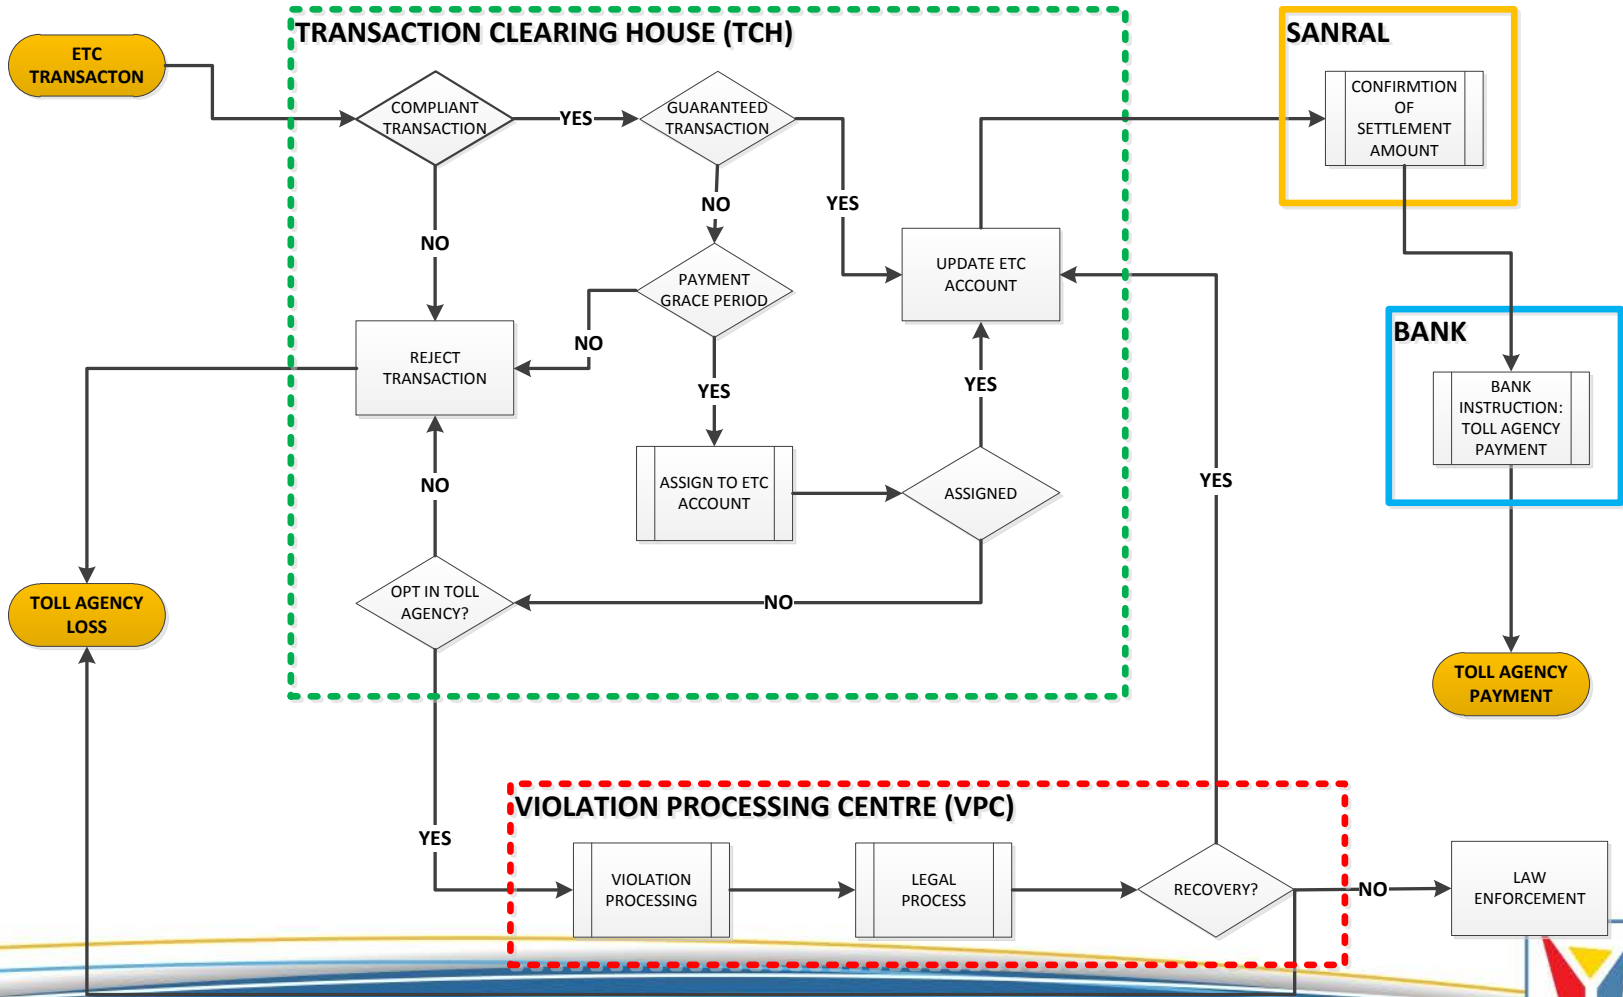 TRANSACTION CLEARING HOUSE (TCH)
SANRAL
ETC
TRANSACTON
COMPLIANT
TRANSACTION
YES
GUARANTEED
TRANSACTION
CONFIRMTION
OF
SETTLEMENT
AMOUNT
NO
YES
NO
UPDATE ETC
ACCOUNT
PAYMENT
GRACE PERIOD
NO
BANK
REJECT
TRANSACTION
YES
YES
BANK
INSTRUCTION:
TOLL AGENCY
PAYMENT
NO
ASSIGN TO ETC
ACCOUNT
ASSIGNED
YES
OPT IN TOLL
AGENCY?
NO
TOLL AGENCY
LOSS
TOLL AGENCY
PAYMENT
VIOLATION PROCESSING CENTRE (VPC)
YES
VIOLATION
PROCESSING
LEGAL
PROCESS
RECOVERY?
NO
LAW
ENFORCEMENT